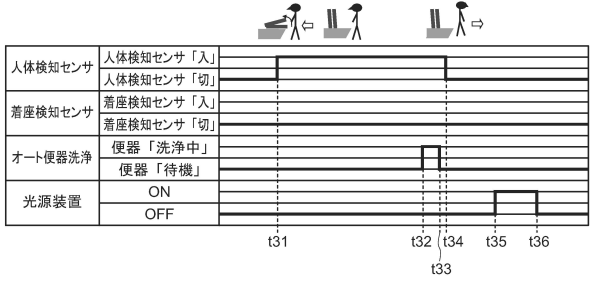 人体検知センサ
人体検知センサ「入」
人体検知センサ「切」
着座検知センサ
着座検知センサ「入」
着座検知センサ「切」
オート便器洗浄
便器「洗浄中」
便器「待機」
光源装置
ON
OFF
t31
t32
t34
t35
t36
t33